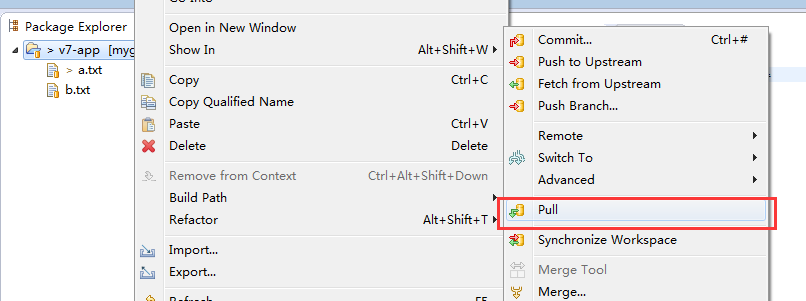 Package Explorer
> v7-app [myg
> a.txt
b.txt
Open in New Window
Show In Alt+Shift+W
Copy Ctrl+C
Copy Qualified Name
Paste Ctrl+V
Delete Delete
Remove from Context Ctrl+Alt+Shift+Down
Build Path
Refactor Alt+Shift+T
Import...
Export...
Refresh F5
Commit... Ctrl+#
Push to Upstream
Fetch from Upstream
Push Branch...
Remote
Switch To
Advanced
Pull
Synchronize Workspace
Merge Tool
Merge...